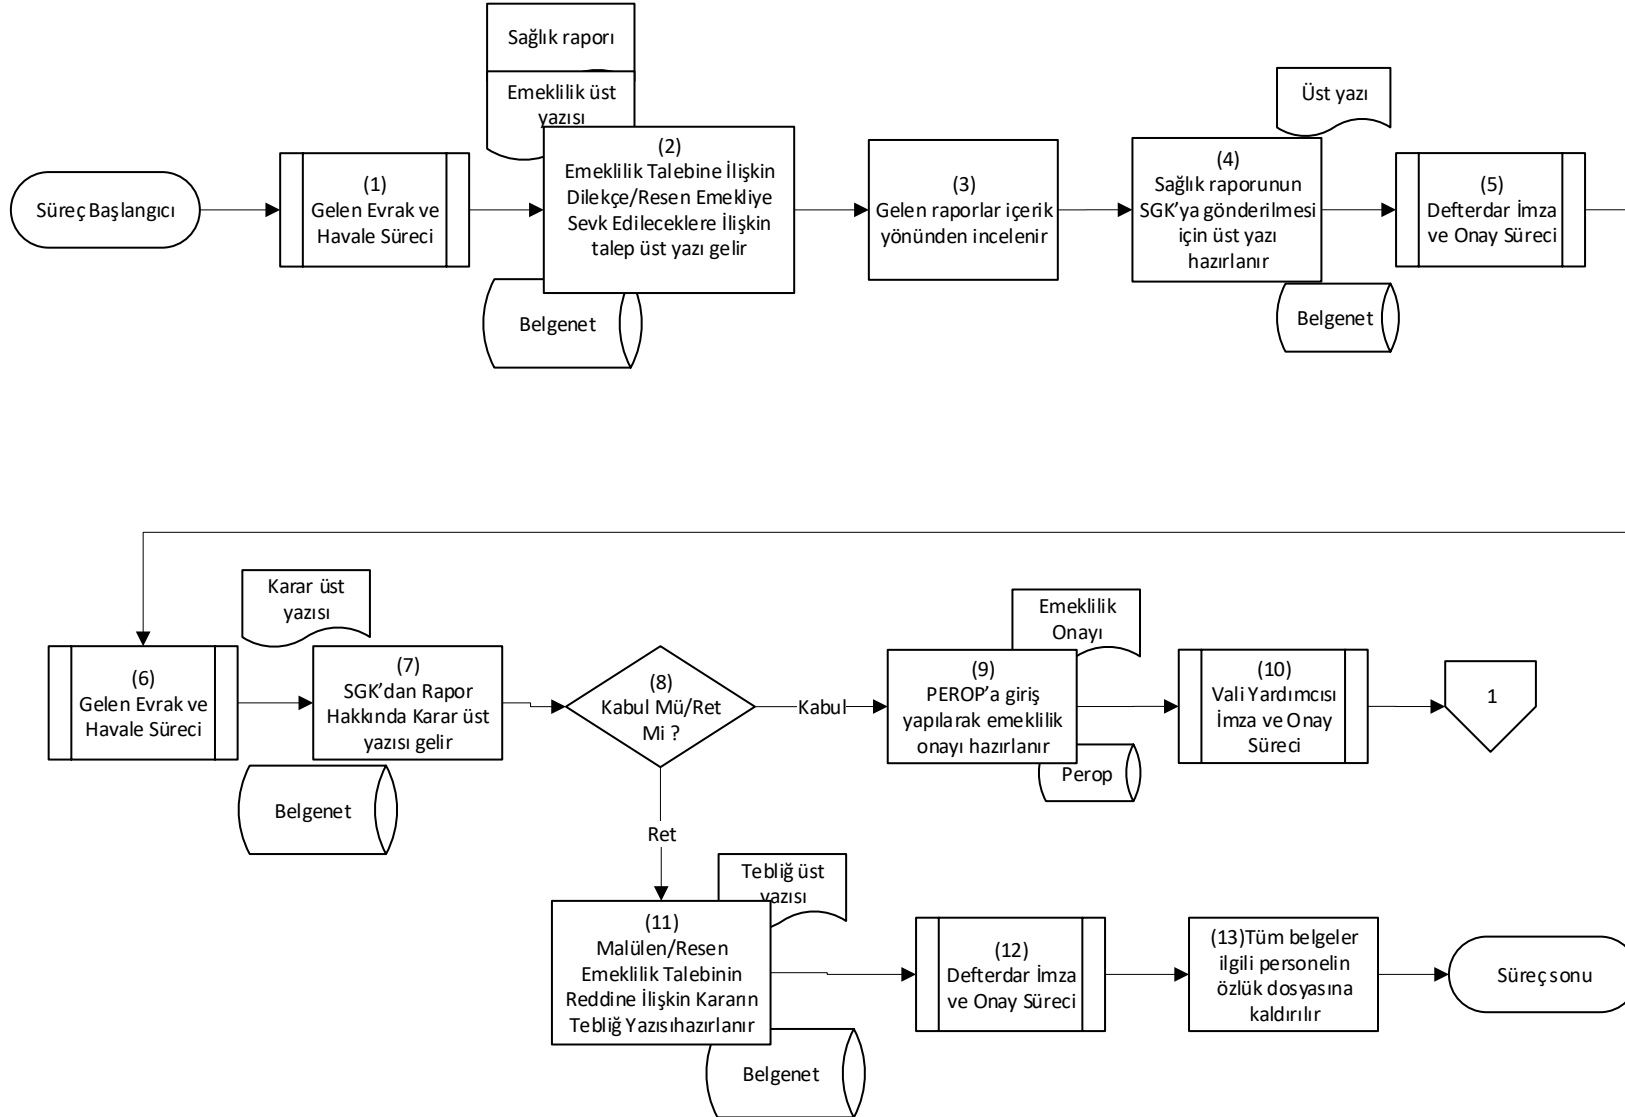 Sağlık raporı
Emeklilik üst
yazısı
Üst yazı
Süreç Başlangıcı
(1)
Gelen Evrak ve
Havale Süreci
(2)
Emeklilik Talebine İlişkin
Dilekçe/Resen Emekliye
Sevk Edileceklere İlişkin
talep üst yazı gelir
(3)
Gelen raporlar içerik
yönünden incelenir
(4)
Sağlık raporunun
SGK’ya gönderilmesi
için üst yazı
hazırlanır
(5)
Defterdar İmza
ve Onay Süreci
Belgenet
Belgenet
Karar üst
yazısı
Emeklilik
Onayı
(6)
Gelen Evrak ve
Havale Süreci
(7)
SGK’dan Rapor
Hakkında Karar üst
yazısı gelir
(8)
Kabul Mü/Ret
Mi ?
Kabul
(9)
PEROP’a giriş
yapılarak emeklilik
onayı hazırlanır
(10)
Vali Yardımcısı
İmza ve Onay
Süreci
1
Belgenet
Perop
Ret
Tebliğ üst
yazısı
(11)
Malülen/Resen
Emeklilik Talebinin
Reddine İlişkin Kararın
Tebliğ Yazısıhazırlanır
(12)
Defterdar İmza
ve Onay Süreci
(13)Tüm belgeler
ilgili personelin
özlük dosyasına
kaldırılır
Süreç sonu
Belgenet